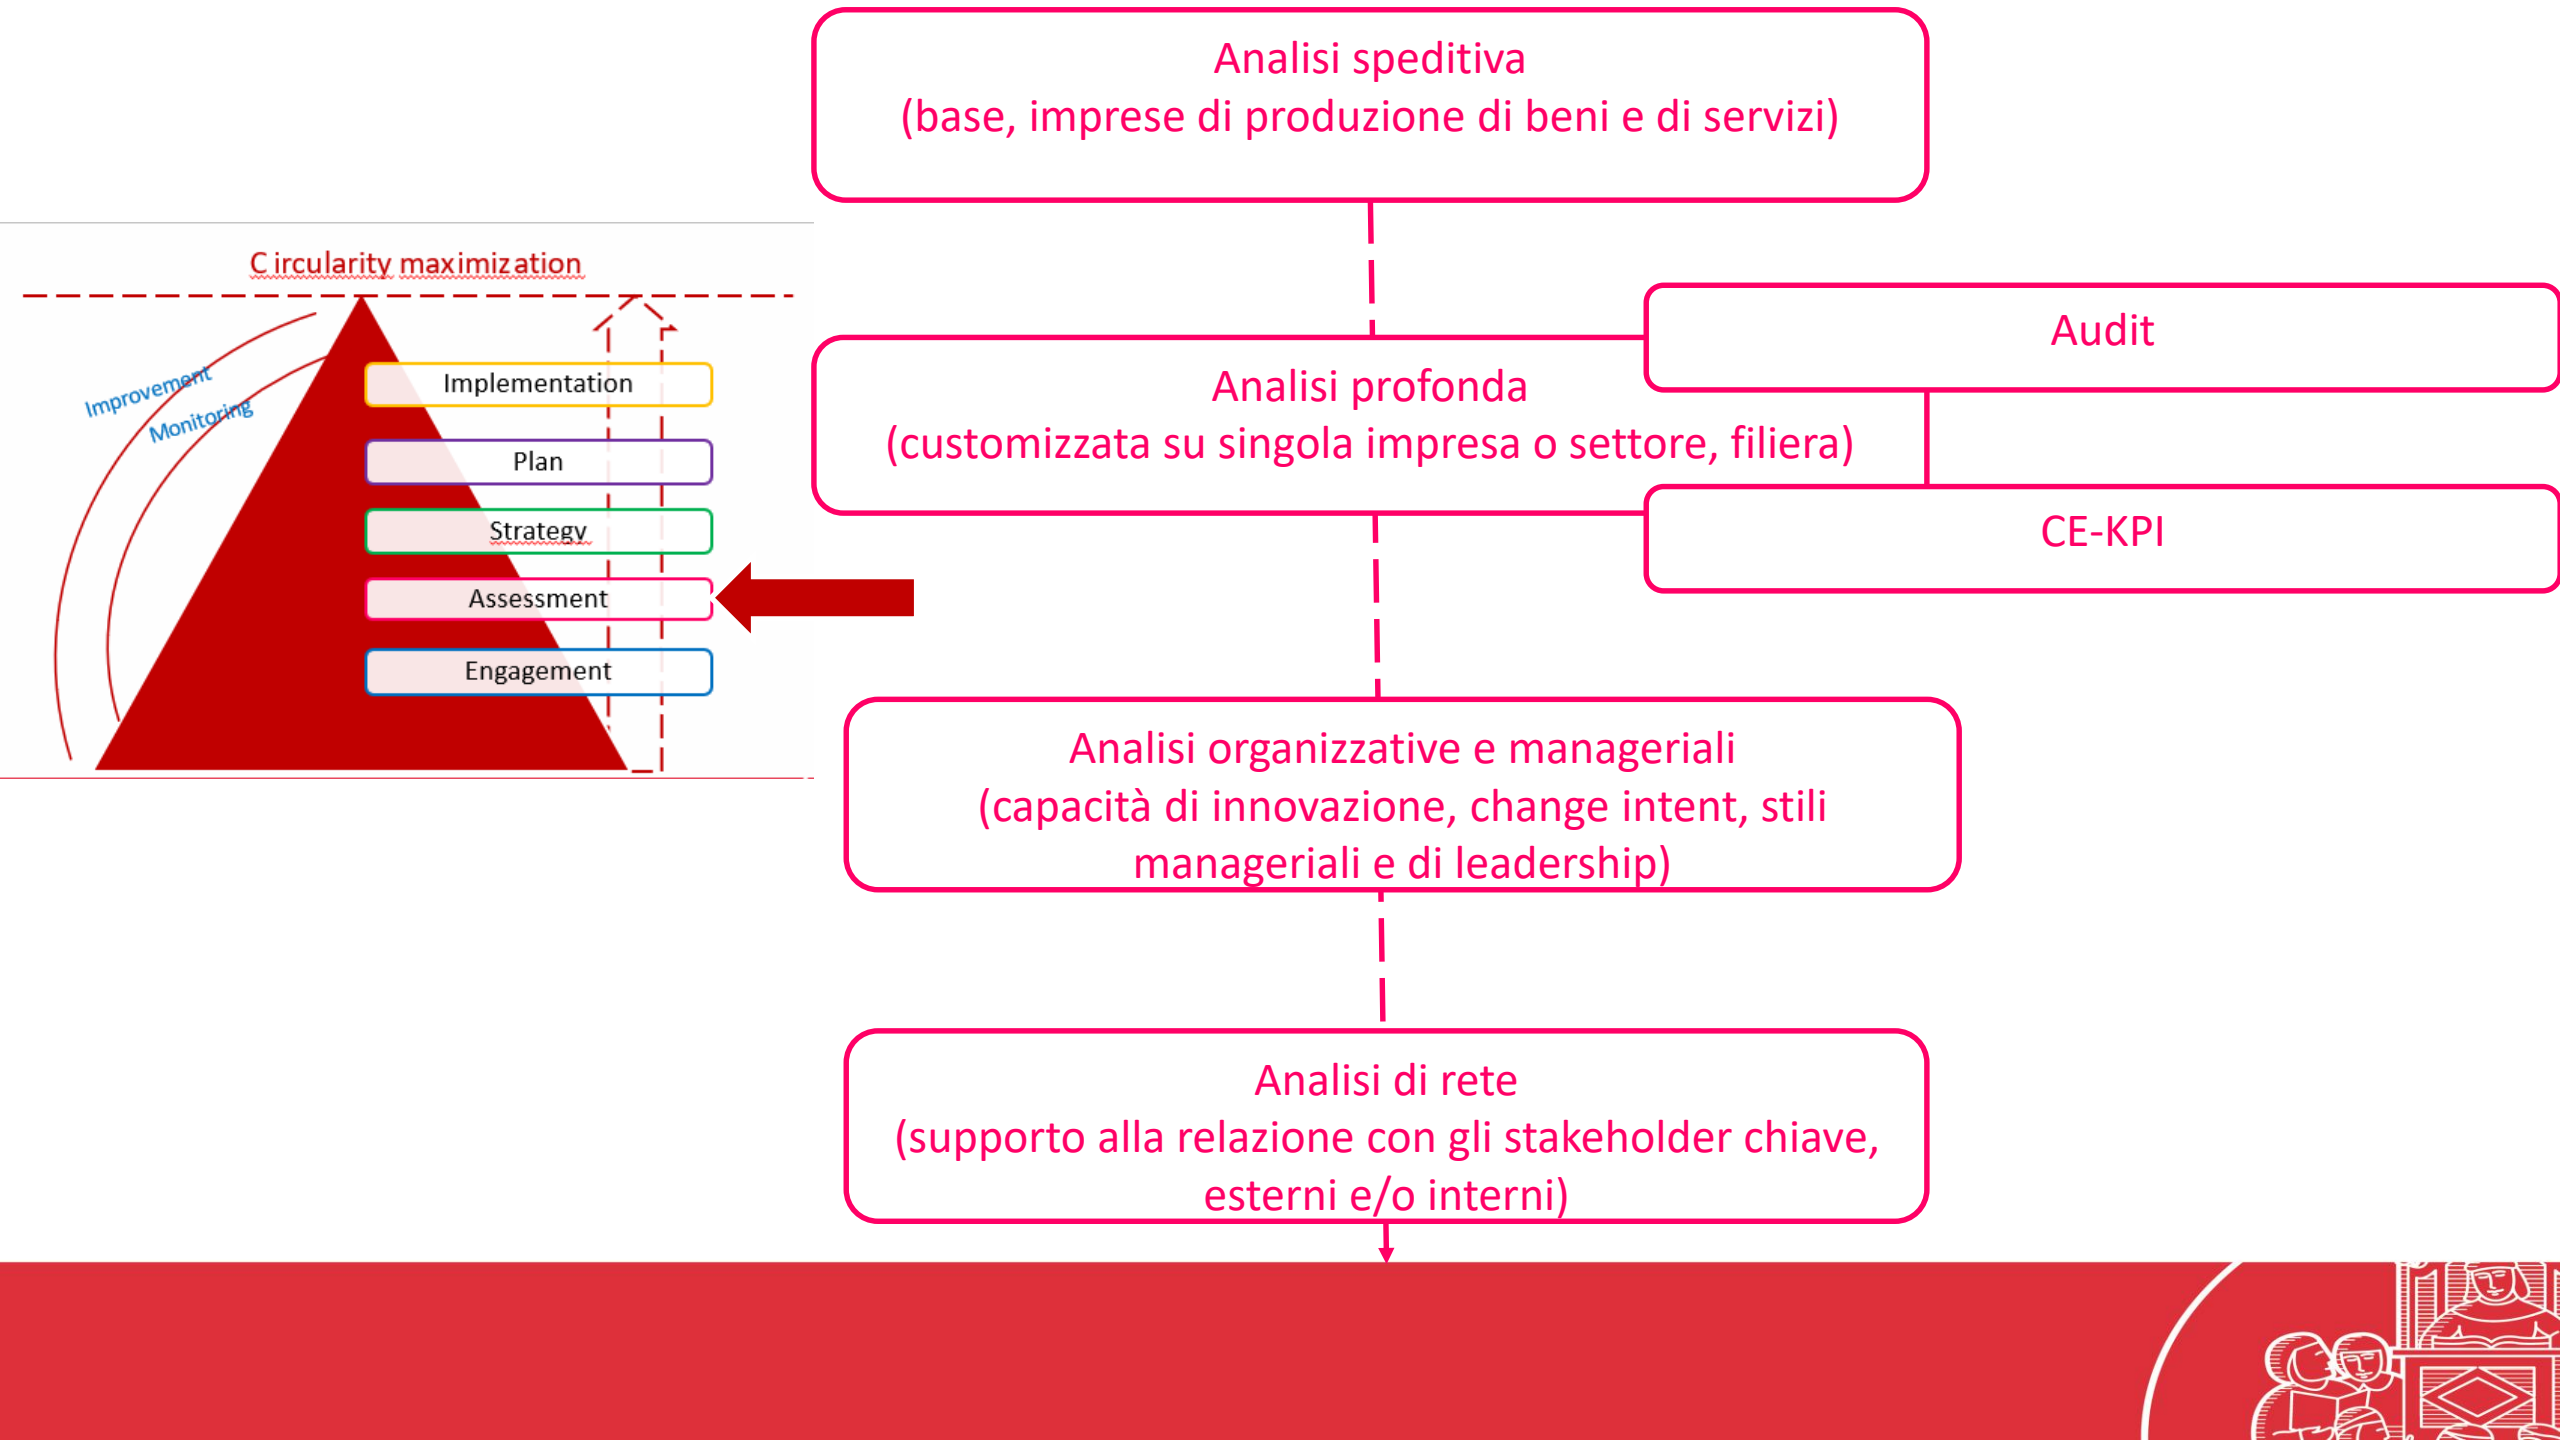 Circularity maximization
Improvement
Monitoring
Implementation
Plan
Strategy
Assessment
Engagement
Analisi speditiva
(base, imprese di produzione di beni e di servizi)
Analisi profonda
(customizzata su singola impresa o settore, filiera)
Audit
CE-KPI
Analisi organizzative e manageriali
(capacità di innovazione, change intent, stili
manageriali e di leadership)
Analisi di rete
(supporto alla relazione con gli stakeholder chiave,
esterni e/o interni)